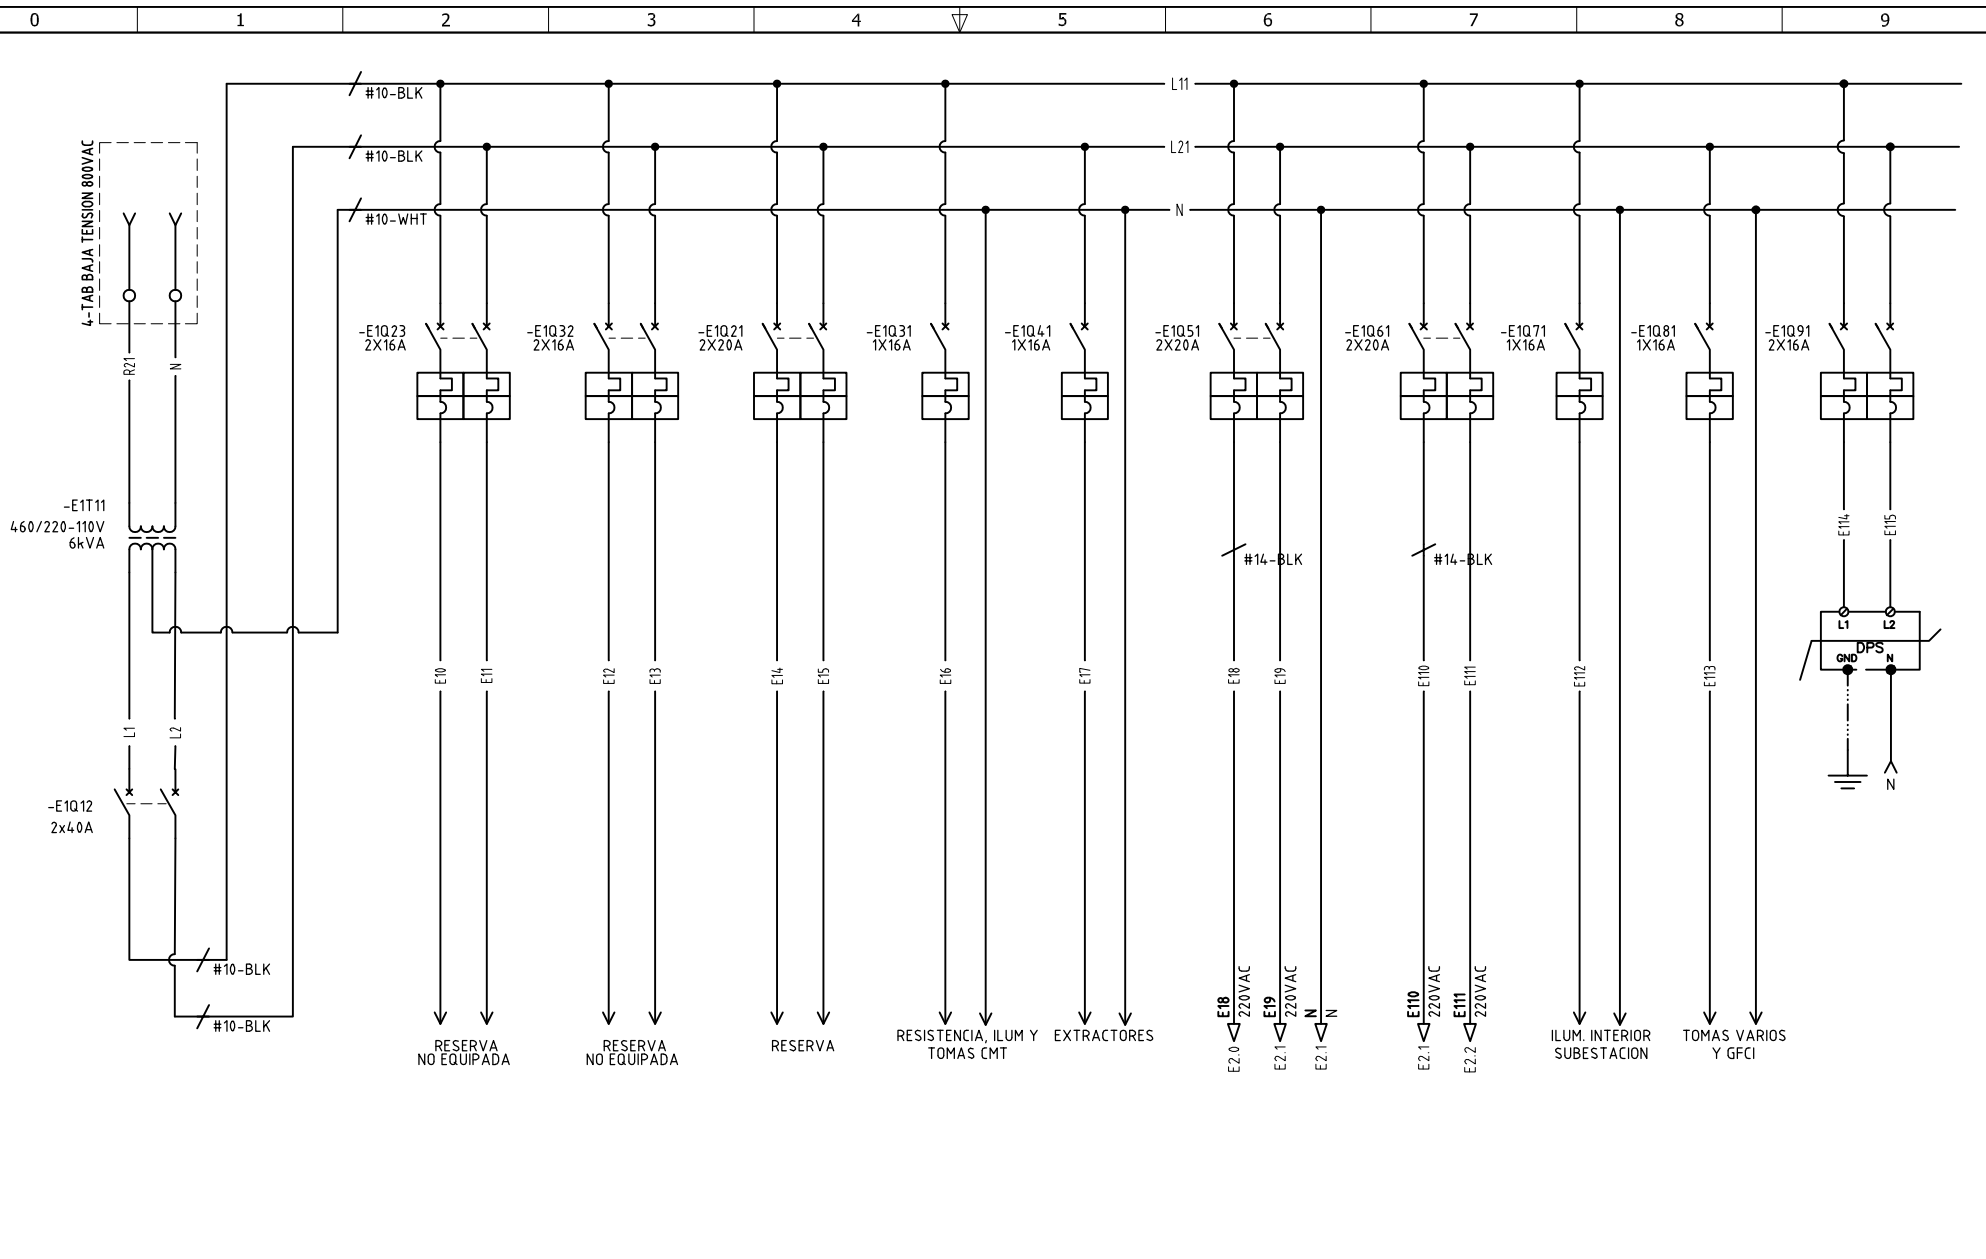 0 1 2 3 4 5 6 7 8 9
#10-BLK
L11
#10-BLK
L21
#10-WHT
N
4-TAB BAJA TENSION 800VAC
R21
N
-E1Q23
2X16A
-E1Q32
2X16A
-E1Q21
2X20A
-E1Q31
1X16A
-E1Q41
1X16A
-E1Q51
2X20A
-E1Q61
2X20A
-E1Q71
1X16A
-E1Q81
1X16A
-E1Q91
2X16A
-E1T11
460/220-110V
6kVA
#14-BLK
#14-BLK
E114
E115
L1 L2
DPS
GND N
N
E10
E11
E12
E13
E14
E15
E16
E17
E18
E19
E110
E111
E112
E113
L1
L2
-E1Q12
2x40A
#10-BLK
#10-BLK
RESERVA
NO EQUIPADA
RESERVA
NO EQUIPADA
RESERVA
RESISTENCIA, ILUM Y
TOMAS CMT
EXTRACTORES
E18
220VAC
E2.0
E19
220VAC
E2.1
N
N
E2.1
E110
220VAC
E2.1
E111
220VAC
E2.2
ILUM. INTERIOR
SUBESTACION
TOMAS VARIOS
Y GFCI